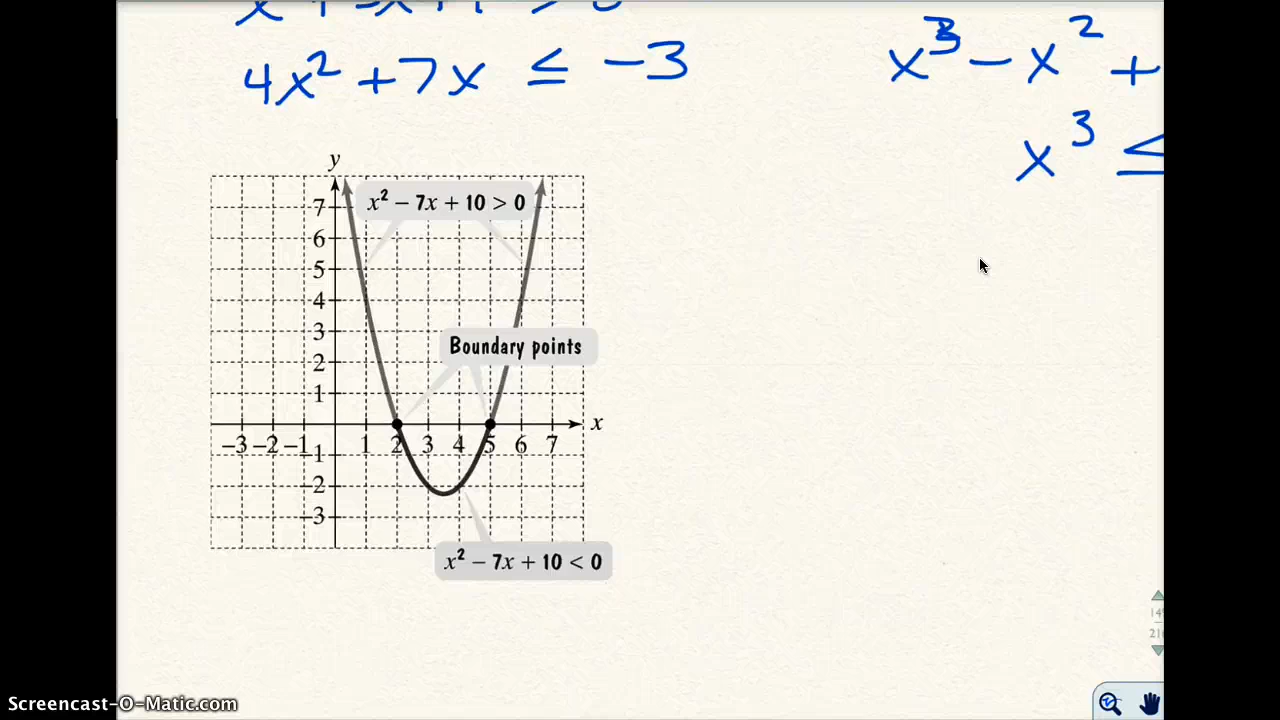 4x² + 7x ≤ −3
x³ − x² +
x³ ≤
y
x² − 7x + 10 > 0
7
6
5
4
3
2
1
Boundary points
x
−3 −2 −1 1 2 3 4 5 6 7
−1
−2
−3
x² − 7x + 10 < 0
Screencast-O-Matic.com